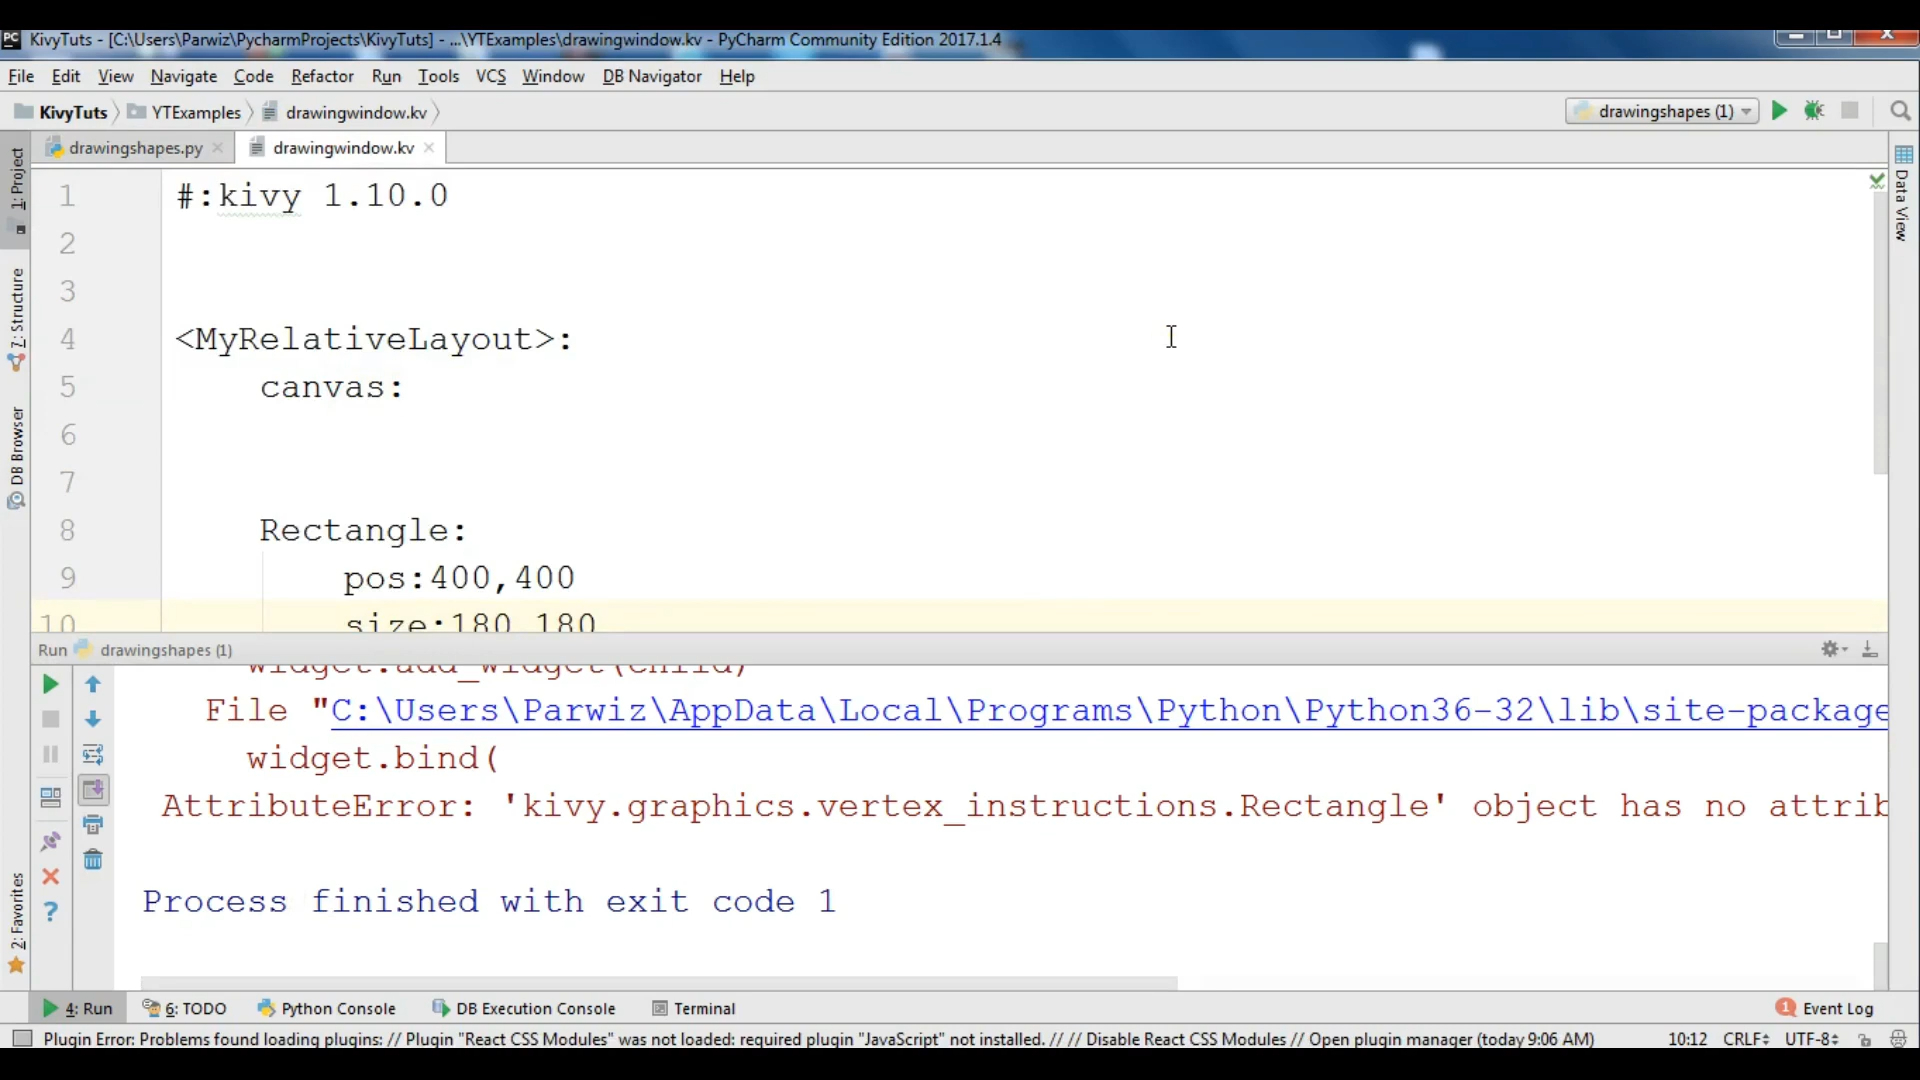 KivyTuts - [C:\Users\Parwiz\PycharmProjects\KivyTuts] - ...\YTExamples\drawingwindow.kv - PyCharm Community Edition 2017.1.4
File Edit View Navigate Code Refactor Run Tools VCS Window DB Navigator Help
KivyTuts YTExamples drawingwindow.kv drawingshapes (1)
drawingshapes.py drawingwindow.kv
1: Project
7: Structure
DB Browser
2: Favorites
Data View
1 #:kivy 1.10.0
2
3
4 <MyRelativeLayout>:
5 canvas:
6
7
8 Rectangle:
9 pos:400,400
10 size:180,180
Run drawingshapes (1)
widget.add_widget(child)
File "C:\Users\Parwiz\AppData\Local\Programs\Python\Python36-32\lib\site-package
widget.bind(
AttributeError: 'kivy.graphics.vertex_instructions.Rectangle' object has no attrib
Process finished with exit code 1
4: Run 6: TODO Python Console DB Execution Console Terminal 1 Event Log
Plugin Error: Problems found loading plugins: // Plugin "React CSS Modules" was not loaded: required plugin "JavaScript" not installed. // // Disable React CSS Modules // Open plugin manager (today 9:06 AM) 10:12 CRLF UTF-8